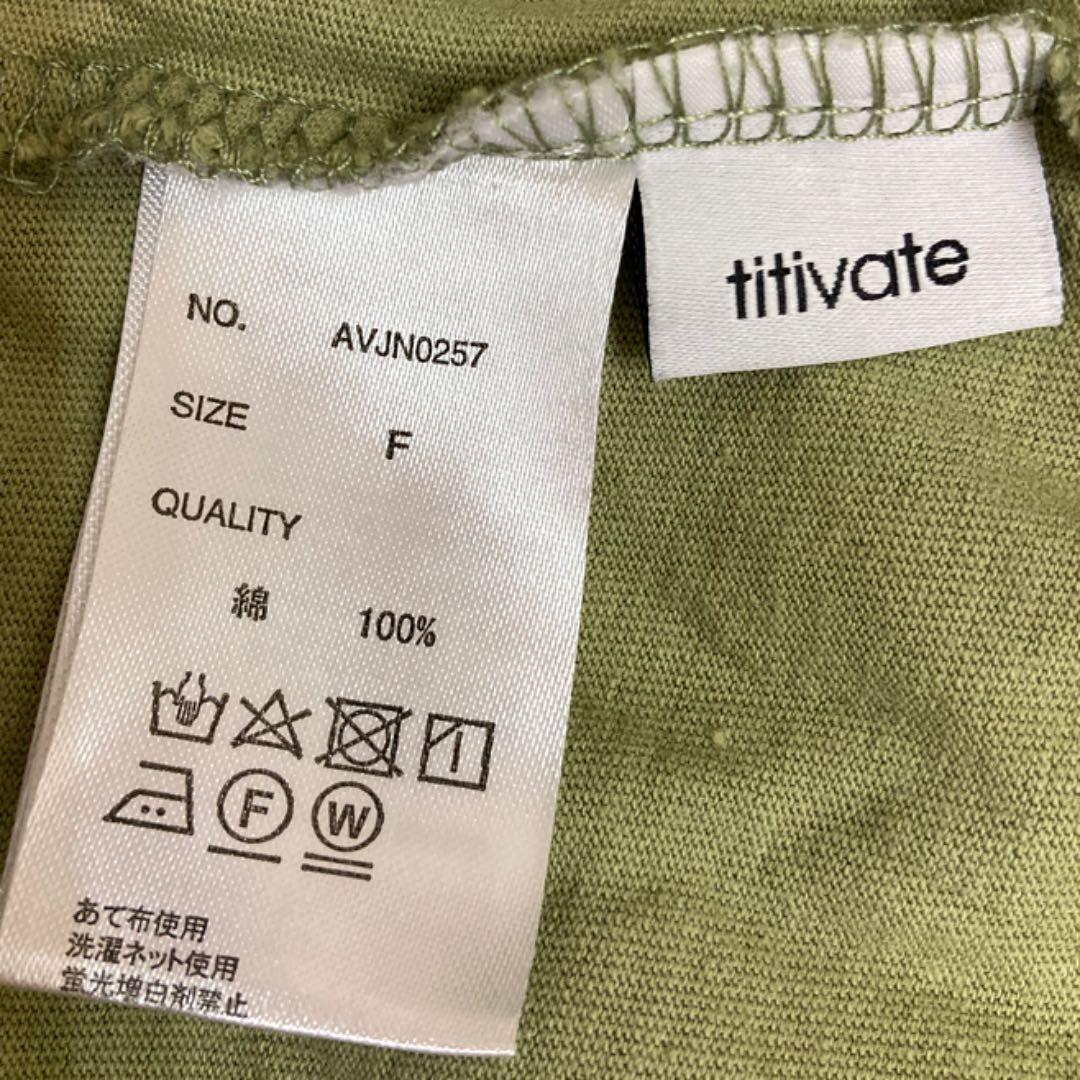 titivate
NO. AVJN0257
SIZE F
QUALITY
綿 100%
F W
あて布使用
洗濯ネット使用
蛍光増白剤禁止